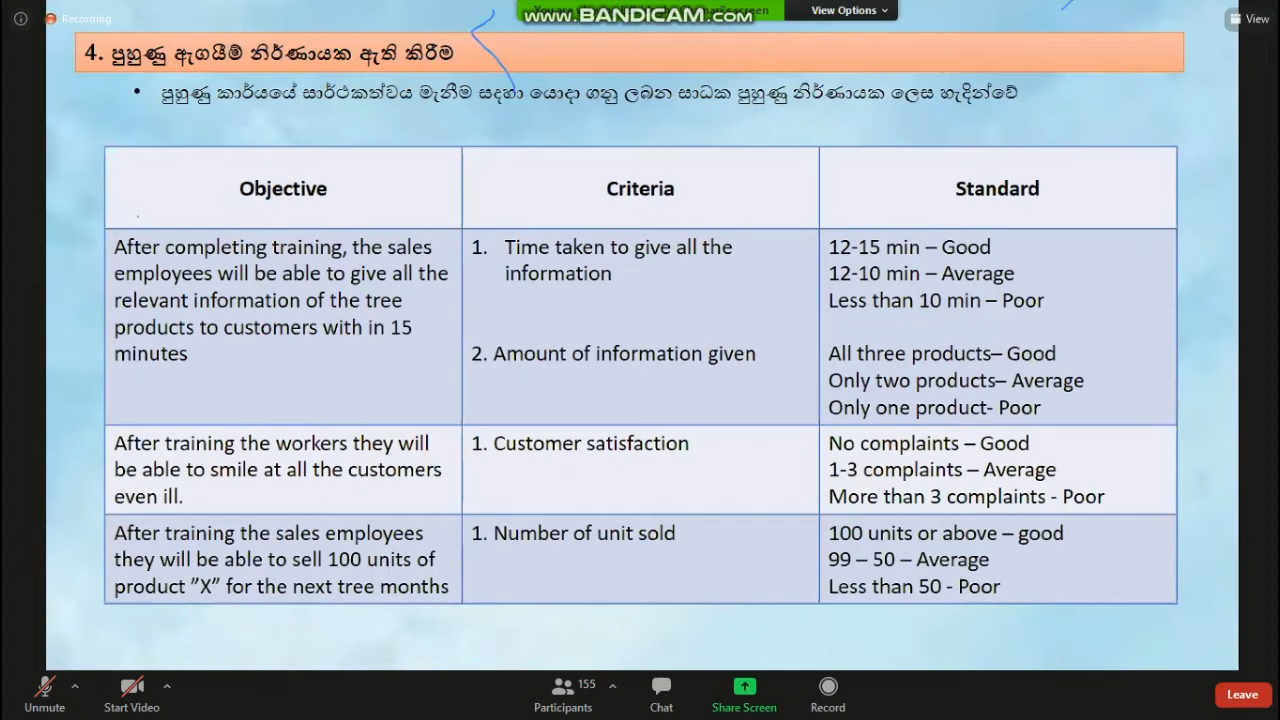 Recording
www.BANDICAM.com
screen
View Options
View
4. පුහුණු ඇගයීම් නිර්ණායක ඇති කිරීම
• පුහුණු කාර්යයේ සාර්ථකත්වය මැනීම සදහා යොදා ගනු ලබන සාධක පුහුණු නිර්ණායක ලෙස හැදින්වේ
Objective
Criteria
Standard
After completing training, the sales
employees will be able to give all the
relevant information of the tree
products to customers with in 15
minutes
1. Time taken to give all the
information
2. Amount of information given
12-15 min – Good
12-10 min – Average
Less than 10 min – Poor
All three products– Good
Only two products– Average
Only one product- Poor
After training the workers they will
be able to smile at all the customers
even ill.
1. Customer satisfaction
No complaints – Good
1-3 complaints – Average
More than 3 complaints - Poor
After training the sales employees
they will be able to sell 100 units of
product ”X” for the next tree months
1. Number of unit sold
100 units or above – good
99 – 50 – Average
Less than 50 - Poor
Unmute
Start Video
155
Participants
Chat
Share Screen
Record
Leave